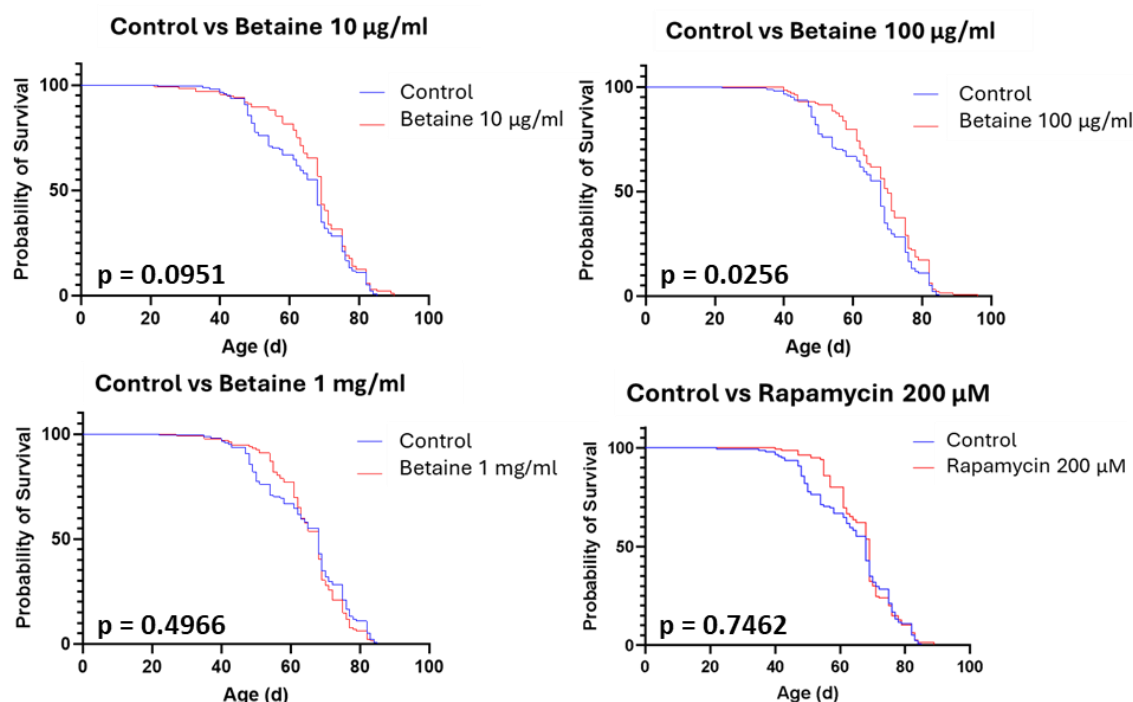 Control vs Betaine 10 µg/ml
Probability of Survival
100
50
0
0 20 40 60 80 100
Age (d)
Control
Betaine 10 µg/ml
p = 0.0951
Control vs Betaine 100 µg/ml
Probability of Survival
100
50
0
0 20 40 60 80 100
Age (d)
Control
Betaine 100 µg/ml
p = 0.0256
Control vs Betaine 1 mg/ml
Probability of Survival
100
50
0
0 20 40 60 80 100
Age (d)
Control
Betaine 1 mg/ml
p = 0.4966
Control vs Rapamycin 200 µM
Probability of Survival
100
50
0
0 20 40 60 80 100
Age (d)
Control
Rapamycin 200 µM
p = 0.7462